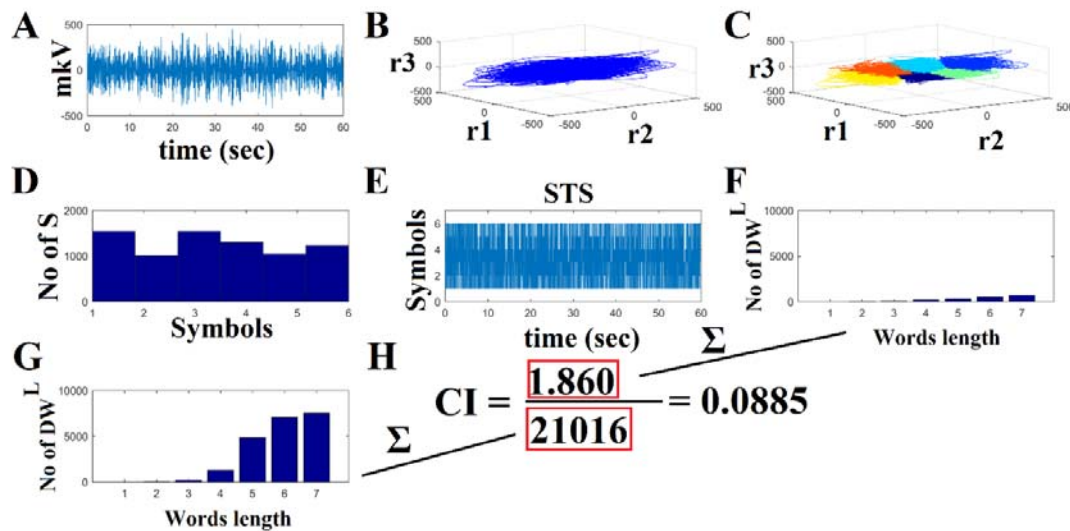 A
mkV
500
0
-500
0 10 20 30 40 50 60
time (sec)
B
r3
500
0
-500
500
0
-500
-500
0
500
r1
r2
C
r3
500
0
-500
500
0
-500
-500
0
500
r1
r2
D
No of S
2000
1000
0
1 2 3 4 5 6
Symbols
E
STS
Symbols
6
4
2
0 10 20 30 40 50 60
time (sec)
F
No of DW L
10000
5000
0
1 2 3 4 5 6 7
Words length
G
No of DW L
10000
5000
0
1 2 3 4 5 6 7
Words length
H
Σ
Σ
CI = 1.860 / 21016 = 0.0885